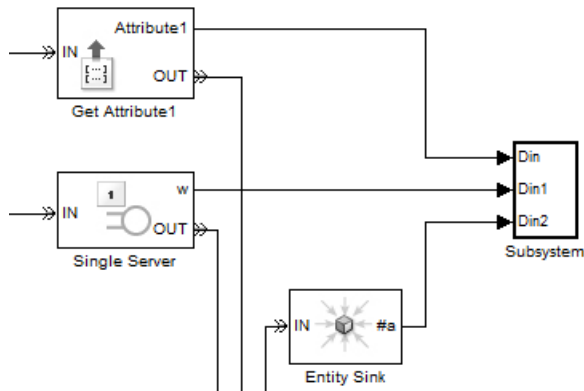 Attribute1
IN
[...]
OUT
Get Attribute1
Din
1
w
Din1
IN
Din2
OUT
Subsystem
Single Server
IN
#a
Entity Sink